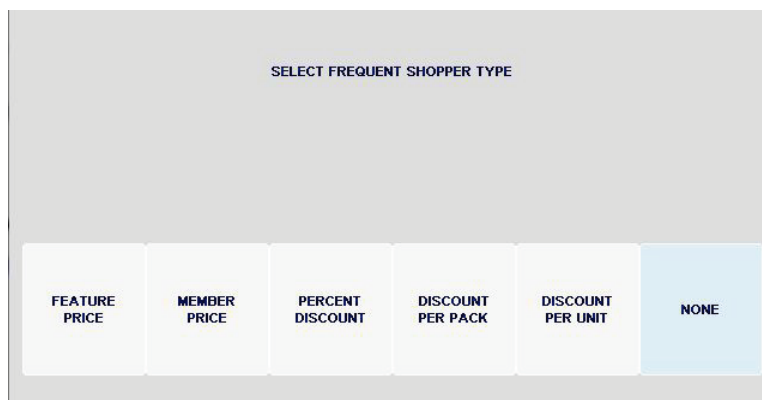 SELECT FREQUENT SHOPPER TYPE
FEATURE
PRICE
MEMBER
PRICE
PERCENT
DISCOUNT
DISCOUNT
PER PACK
DISCOUNT
PER UNIT
NONE